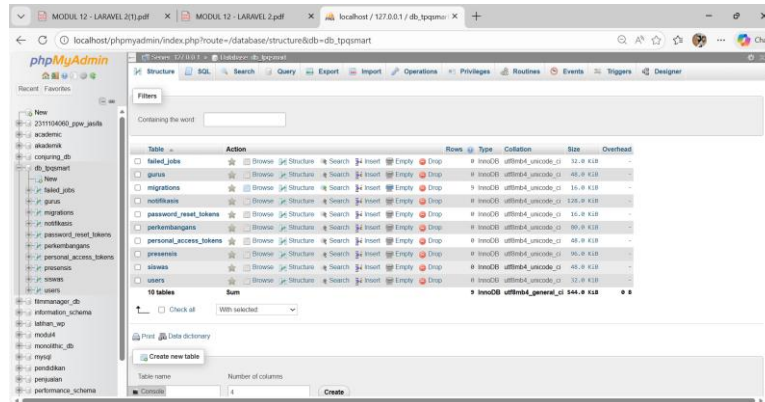 MODUL 12 - LARAVEL 2(1).pdf
MODUL 12 - LARAVEL 2.pdf
localhost / 127.0.0.1 / db_tpqsmar
localhost/phpmyadmin/index.php?route=/database/structure&db=db_tpqsmart
phpMyAdmin
Recent Favorites
New
2311104060_ppw_jasilla
academic
akademik
conjuring_db
db_tpqsmart
New
failed_jobs
gurus
migrations
notifikasis
password_reset_tokens
perkembangans
personal_access_tokens
presensis
siswas
users
filmmanager_db
information_schema
latihan_wp
modul4
monolithic_db
mysql
pendidikan
penjualan
performance_schema
Server: 127.0.0.1 » Database: db_tpqsmart
Structure SQL Search Query Export Import Operations Privileges Routines Events Triggers Designer
Filters
Containing the word:
Table Action Rows Type Collation Size Overhead
failed_jobs Browse Structure Search Insert Empty Drop 0 InnoDB utf8mb4_unicode_ci 32.0 KiB -
gurus Browse Structure Search Insert Empty Drop 0 InnoDB utf8mb4_unicode_ci 48.0 KiB -
migrations Browse Structure Search Insert Empty Drop 9 InnoDB utf8mb4_unicode_ci 16.0 KiB -
notifikasis Browse Structure Search Insert Empty Drop 0 InnoDB utf8mb4_unicode_ci 128.0 KiB -
password_reset_tokens Browse Structure Search Insert Empty Drop 0 InnoDB utf8mb4_unicode_ci 16.0 KiB -
perkembangans Browse Structure Search Insert Empty Drop 0 InnoDB utf8mb4_unicode_ci 80.0 KiB -
personal_access_tokens Browse Structure Search Insert Empty Drop 0 InnoDB utf8mb4_unicode_ci 48.0 KiB -
presensis Browse Structure Search Insert Empty Drop 0 InnoDB utf8mb4_unicode_ci 96.0 KiB -
siswas Browse Structure Search Insert Empty Drop 0 InnoDB utf8mb4_unicode_ci 48.0 KiB -
users Browse Structure Search Insert Empty Drop 0 InnoDB utf8mb4_unicode_ci 32.0 KiB -
10 tables Sum 9 InnoDB utf8mb4_general_ci 544.0 KiB 0 B
Check all With selected
Print Data dictionary
Create new table
Table name Number of columns
4 Create
Console